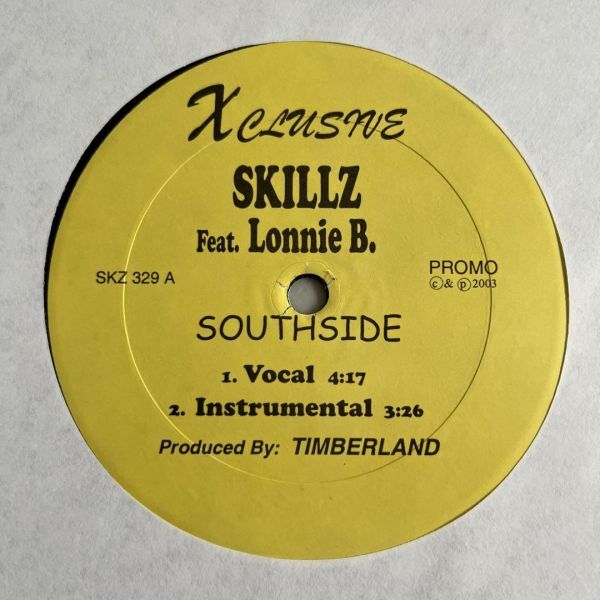 XCLUSIVE
SKILLZ
Feat. Lonnie B.
SKZ 329 A
PROMO
ⓒ & ⓟ 2003
SOUTHSIDE
1. Vocal 4:17
2. Instrumental 3:26
Produced By: TIMBERLAND